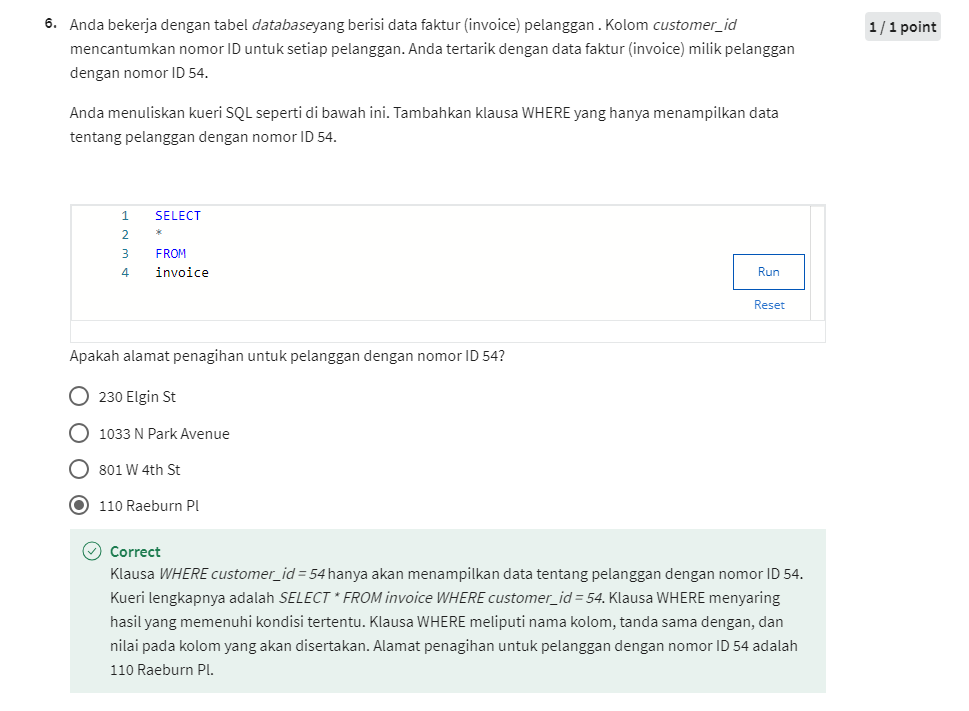 6. Anda bekerja dengan tabel databaseyang berisi data faktur (invoice) pelanggan . Kolom customer_id
1 / 1 point
mencantumkan nomor ID untuk setiap pelanggan. Anda tertarik dengan data faktur (invoice) milik pelanggan
dengan nomor ID 54.
Anda menuliskan kueri SQL seperti di bawah ini. Tambahkan klausa WHERE yang hanya menampilkan data
tentang pelanggan dengan nomor ID 54.
1 SELECT
2 *
3 FROM
4 invoice
Run
Reset
Apakah alamat penagihan untuk pelanggan dengan nomor ID 54?
230 Elgin St
1033 N Park Avenue
801 W 4th St
110 Raeburn Pl
Correct
Klausa WHERE customer_id = 54 hanya akan menampilkan data tentang pelanggan dengan nomor ID 54.
Kueri lengkapnya adalah SELECT * FROM invoice WHERE customer_id = 54. Klausa WHERE menyaring
hasil yang memenuhi kondisi tertentu. Klausa WHERE meliputi nama kolom, tanda sama dengan, dan
nilai pada kolom yang akan disertakan. Alamat penagihan untuk pelanggan dengan nomor ID 54 adalah
110 Raeburn Pl.